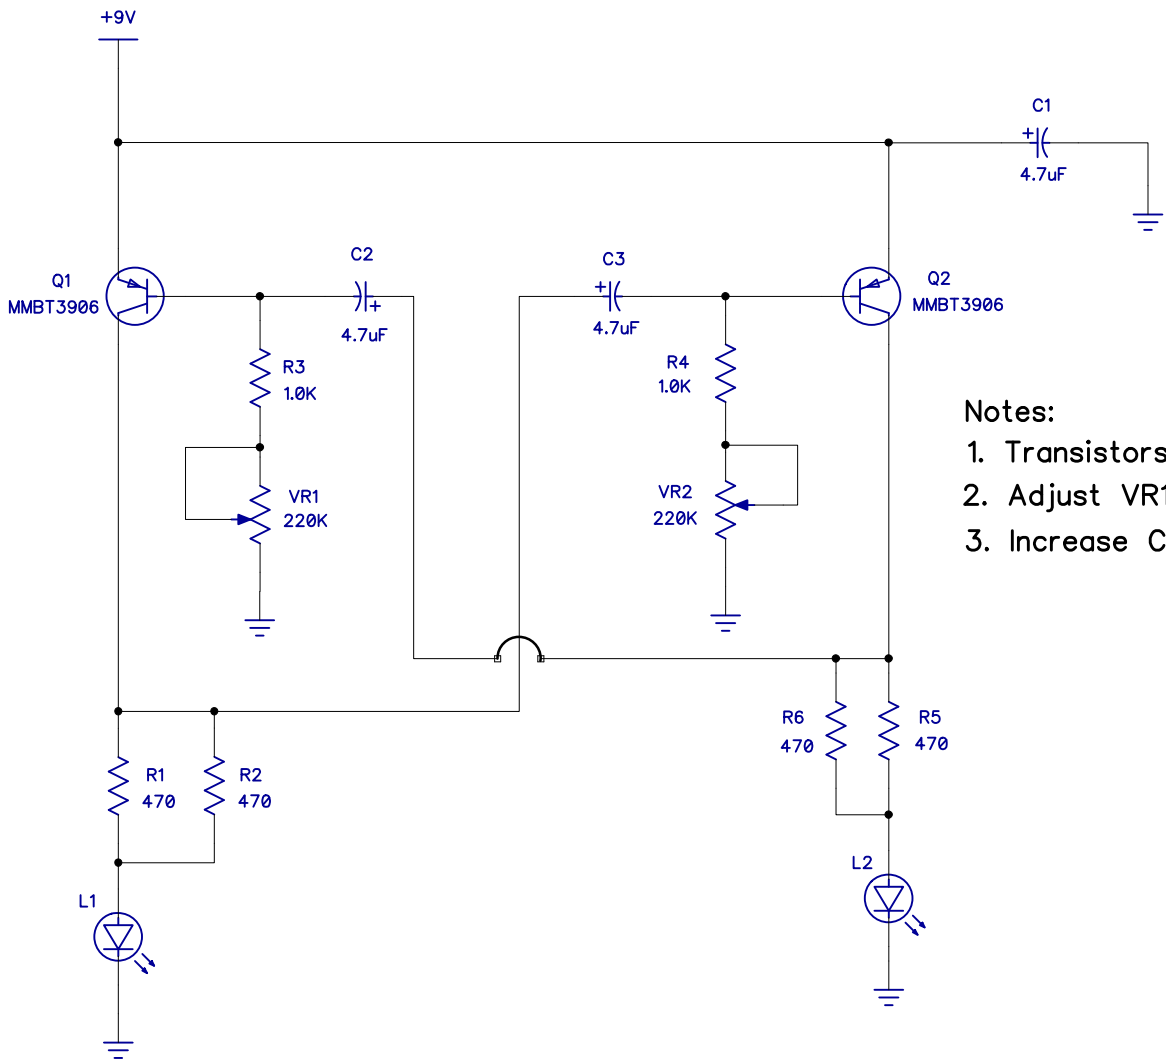 +9V
C1
+
4.7uF
Q1
MMBT3906
C2
+
4.7uF
C3
+
4.7uF
Q2
MMBT3906
R3
1.0K
R4
1.0K
VR1
220K
VR2
220K
Notes:
1. Transistors
2. Adjust VR1
3. Increase C
R1
470
R2
470
R6
470
R5
470
L1
L2